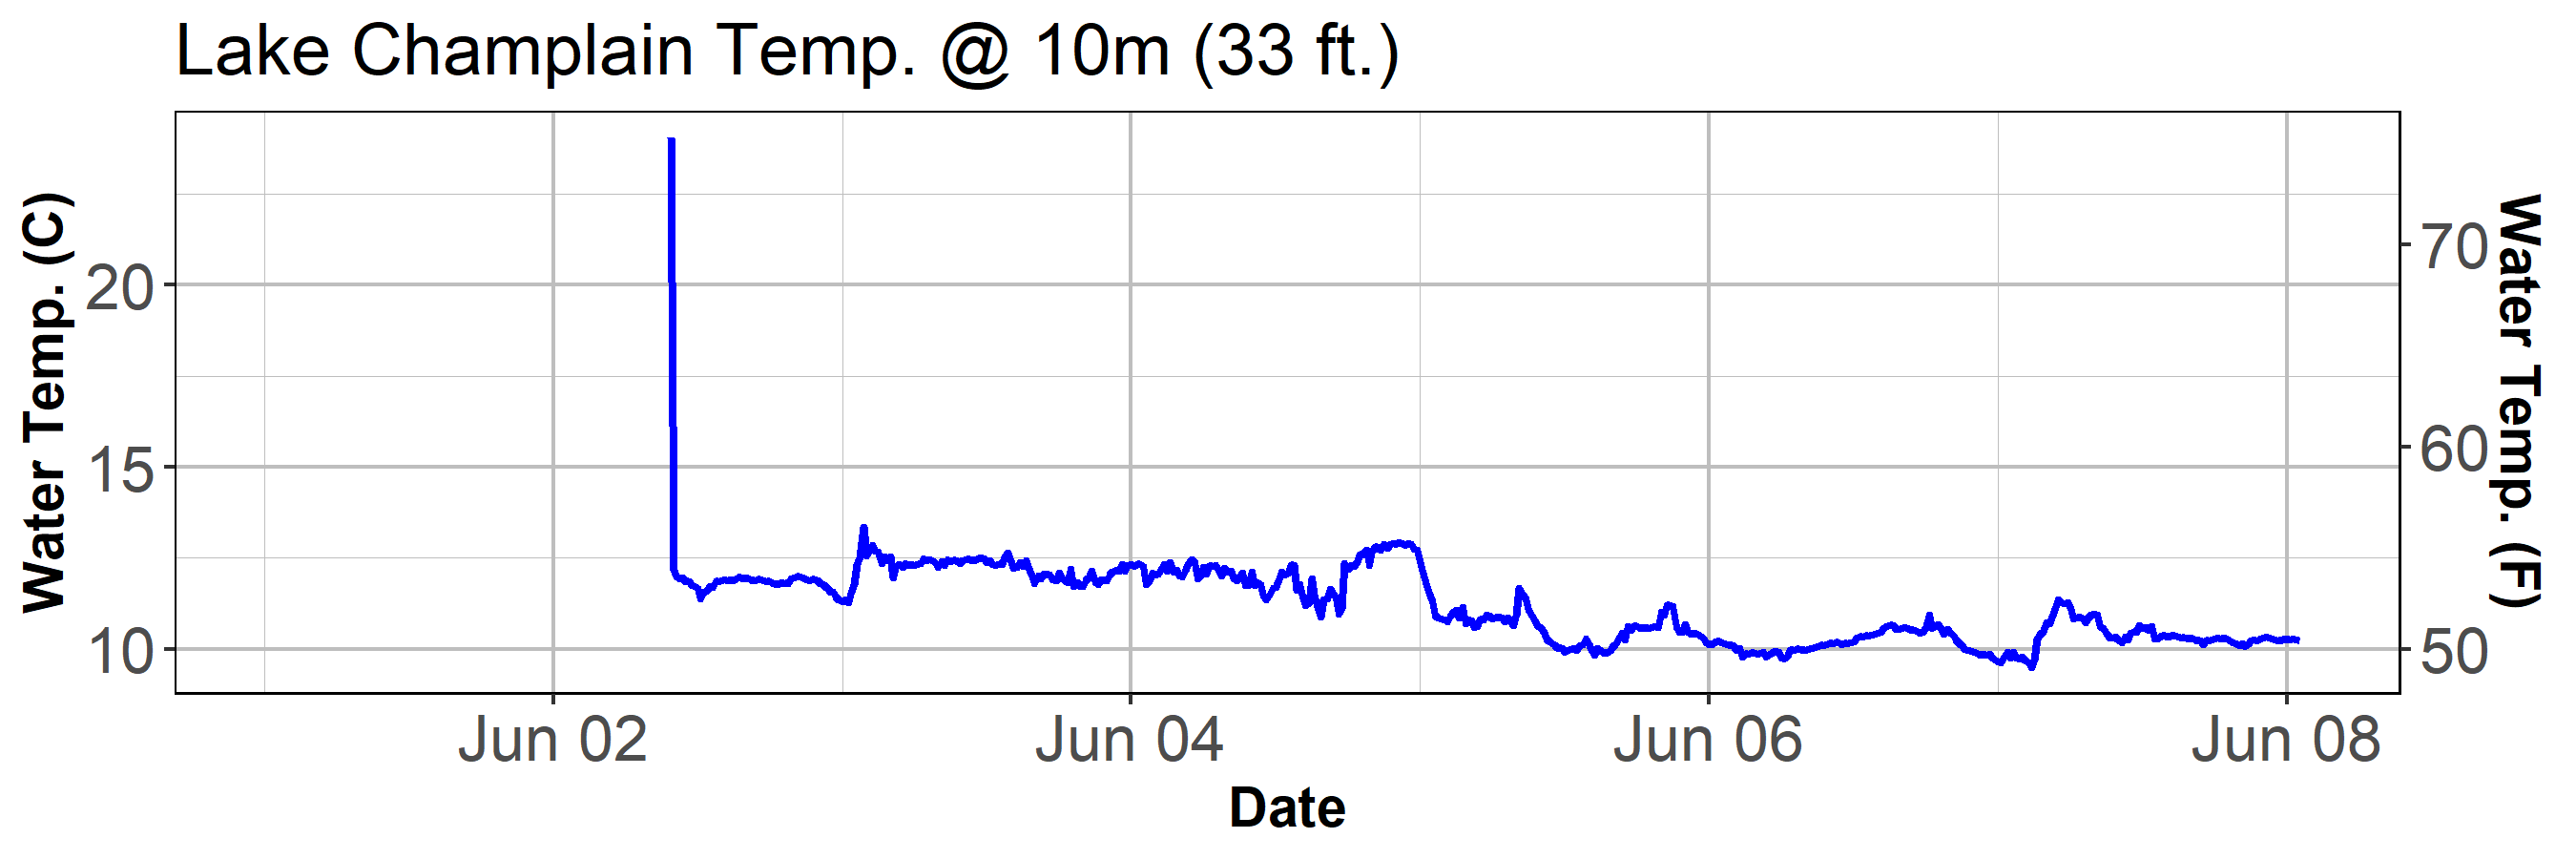 Lake Champlain Temp. @ 10m (33 ft.)
Water Temp. (C)
20
15
10
70
60
50
Water Temp. (F)
Jun 02 Jun 04 Jun 06 Jun 08
Date